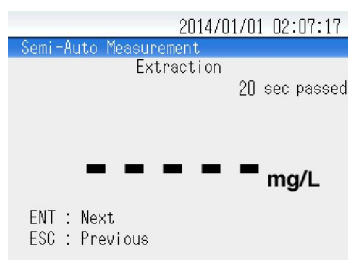 2014/01/01 02:07:17
Semi-Auto Measurement
Extraction
20 sec passed
– – – – – mg/L
ENT : Next
ESC : Previous